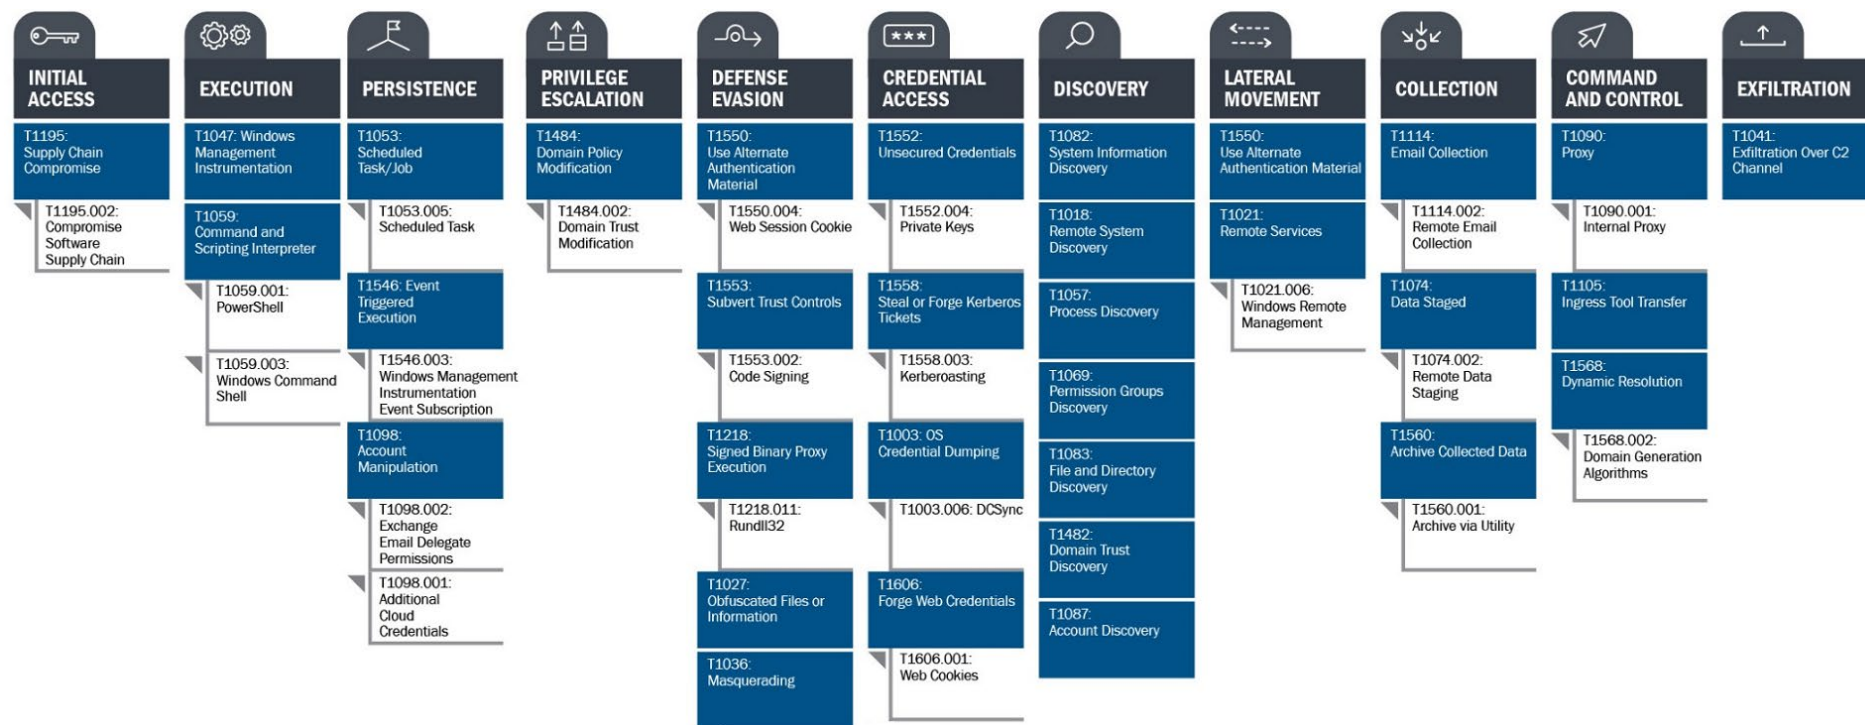 ***
INITIAL
ACCESS
T1195:
Supply Chain
Compromise
T1195.002:
Compromise
Software
Supply Chain
EXECUTION
T1047: Windows
Management
Instrumentation
T1059:
Command and
Scripting Interpreter
T1059.001:
PowerShell
T1059.003:
Windows Command
Shell
PERSISTENCE
T1053:
Scheduled
Task/Job
T1053.005:
Scheduled Task
T1546: Event
Triggered
Execution
T1546.003:
Windows Management
Instrumentation
Event Subscription
T1098:
Account
Manipulation
T1098.002:
Exchange
Email Delegate
Permissions
T1098.001:
Additional
Cloud
Credentials
PRIVILEGE
ESCALATION
T1484:
Domain Policy
Modification
T1484.002:
Domain Trust
Modification
DEFENSE
EVASION
T1550:
Use Alternate
Authentication
Material
T1550.004:
Web Session Cookie
T1553:
Subvert Trust Controls
T1553.002:
Code Signing
T1218:
Signed Binary Proxy
Execution
T1218.011:
Rundll32
T1027:
Obfuscated Files or
Information
T1036:
Masquerading
CREDENTIAL
ACCESS
T1552:
Unsecured Credentials
T1552.004:
Private Keys
T1558:
Steal or Forge Kerberos
Tickets
T1558.003:
Kerberoasting
T1003: OS
Credential Dumping
T1003.006: DCSync
T1606:
Forge Web Credentials
T1606.001:
Web Cookies
DISCOVERY
T1082:
System Information
Discovery
T1018:
Remote System
Discovery
T1057:
Process Discovery
T1069:
Permission Groups
Discovery
T1083:
File and Directory
Discovery
T1482:
Domain Trust
Discovery
T1087:
Account Discovery
LATERAL
MOVEMENT
T1550:
Use Alternate
Authentication Material
T1021:
Remote Services
T1021.006:
Windows Remote
Management
COLLECTION
T1114:
Email Collection
T1114.002:
Remote Email
Collection
T1074:
Data Staged
T1074.002:
Remote Data
Staging
T1560:
Archive Collected Data
T1560.001:
Archive via Utility
COMMAND
AND CONTROL
T1090:
Proxy
T1090.001:
Internal Proxy
T1105:
Ingress Tool Transfer
T1568:
Dynamic Resolution
T1568.002:
Domain Generation
Algorithms
EXFILTRATION
T1041:
Exfiltration Over C2
Channel